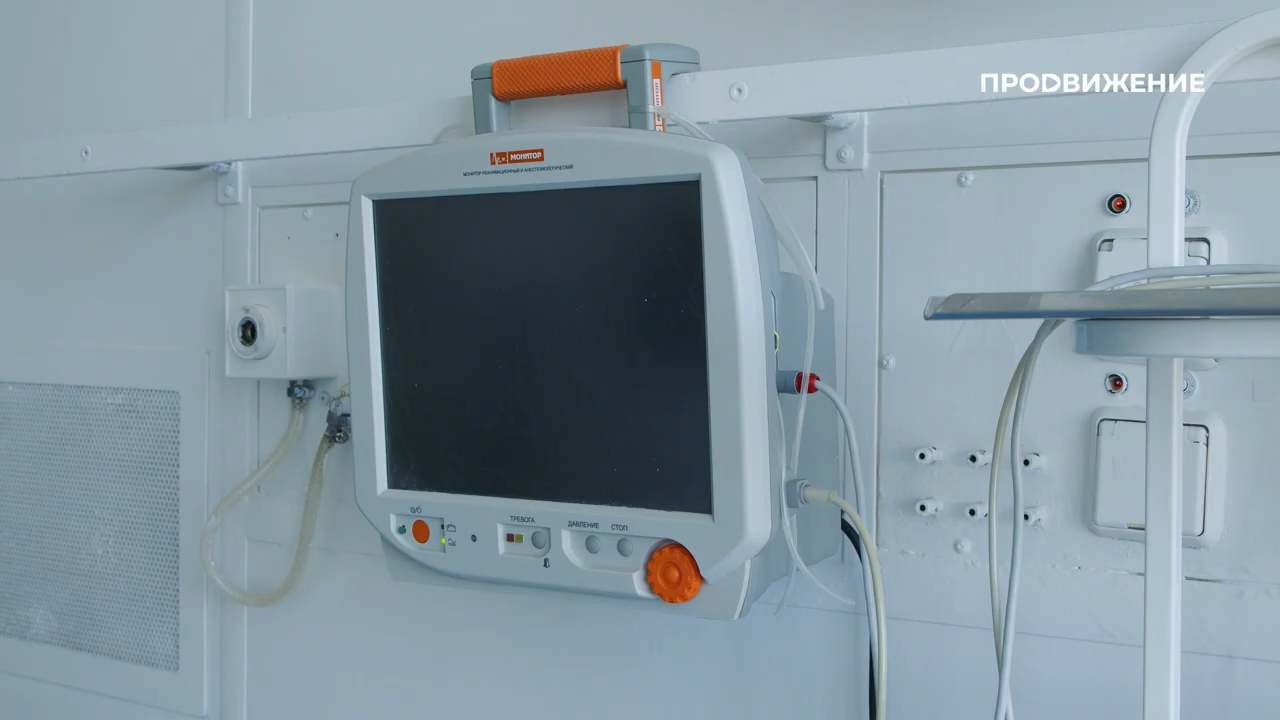 ПРОДВИЖЕНИЕ
МОНИТОР
МОНИТОР РЕАНИМАЦИОННЫЙ И АНЕСТЕЗИОЛОГИЧЕСКИЙ
ТРЕВОГА
ДАВЛЕНИЕ СТОП